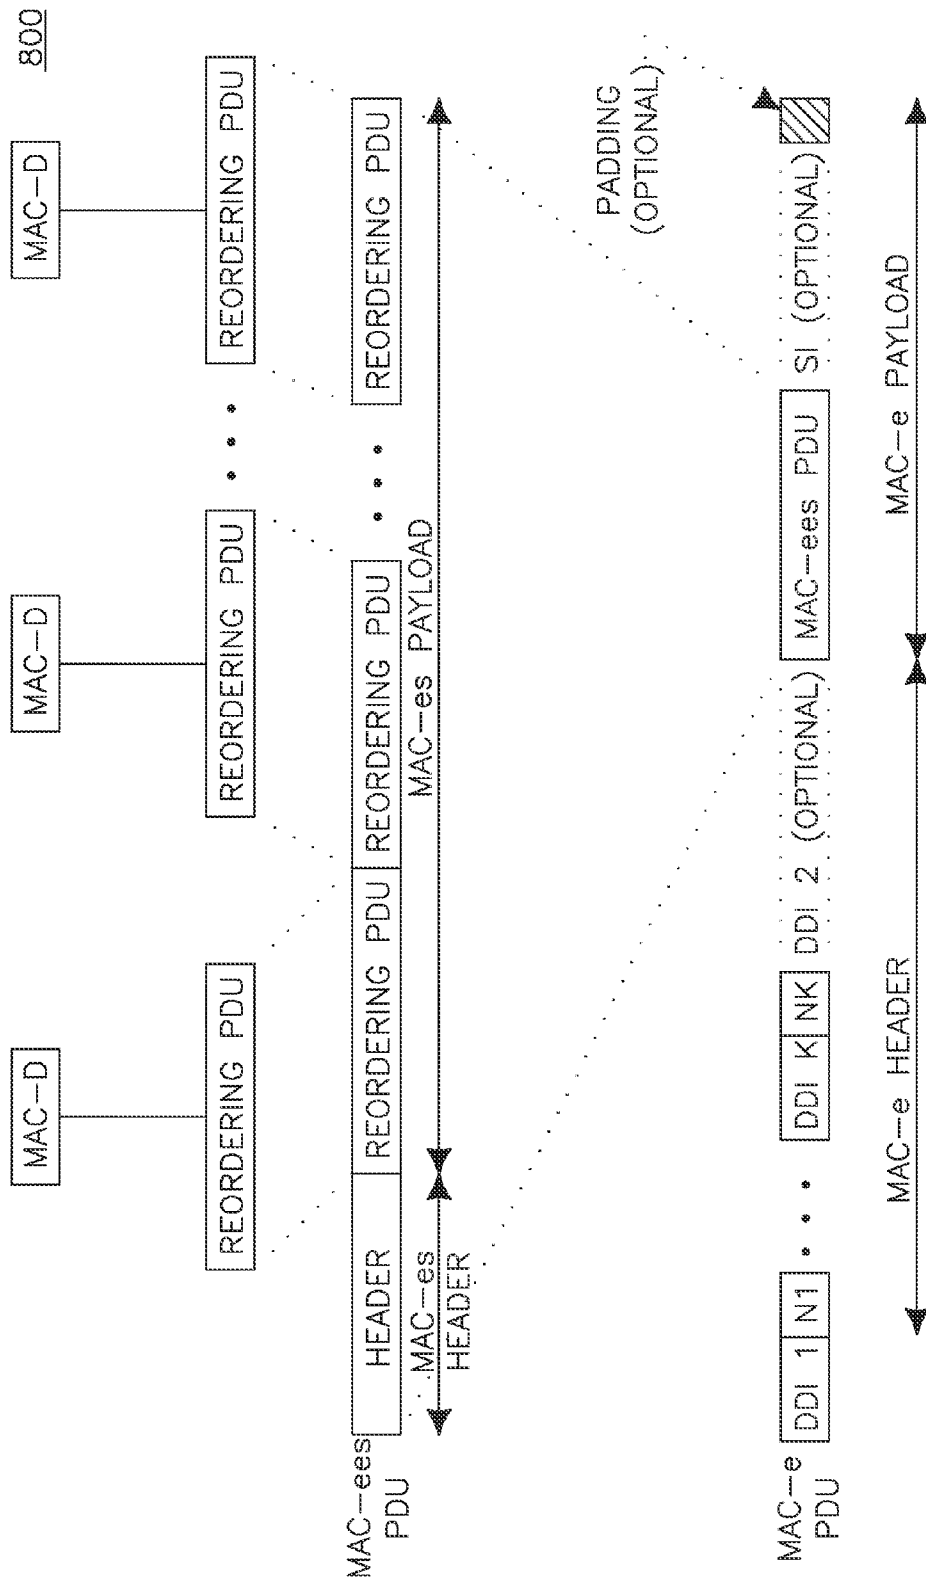 800
MAC-D
MAC-D
MAC-D
REORDERING PDU
REORDERING PDU
• • •
REORDERING PDU
MAC-ees
PDU
HEADER
REORDERING PDU
REORDERING PDU
• • •
REORDERING PDU
MAC-es
HEADER
MAC-es PAYLOAD
PADDING
(OPTIONAL)
MAC-e
PDU
DDI 1
N1
• • •
DDI K
NK
DDI 2 (OPTIONAL)
MAC-ees PDU
SI (OPTIONAL)
MAC-e HEADER
MAC-e PAYLOAD